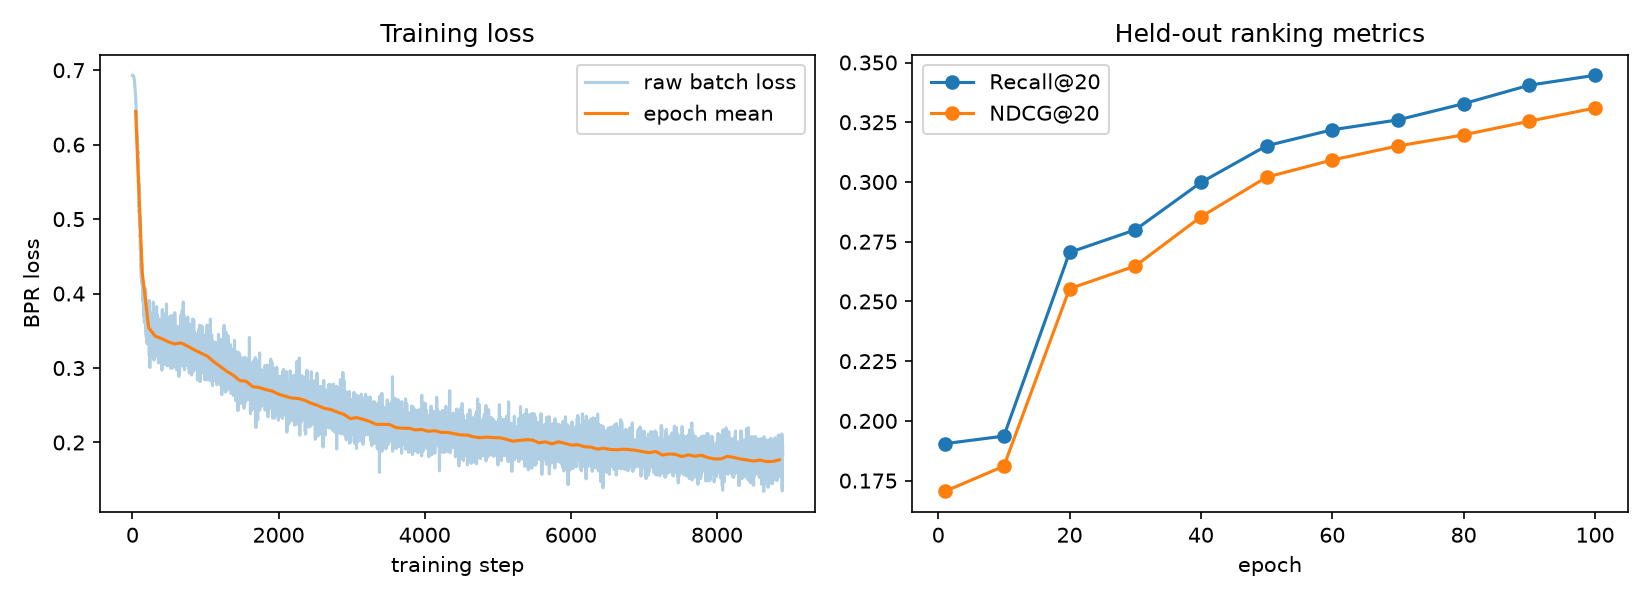 Training loss
BPR loss
0.7
0.6
0.5
0.4
0.3
0.2
raw batch loss
epoch mean
0
2000
4000
6000
8000
training step
Held-out ranking metrics
0.350
0.325
0.300
0.275
0.250
0.225
0.200
0.175
Recall@20
NDCG@20
0
20
40
60
80
100
epoch